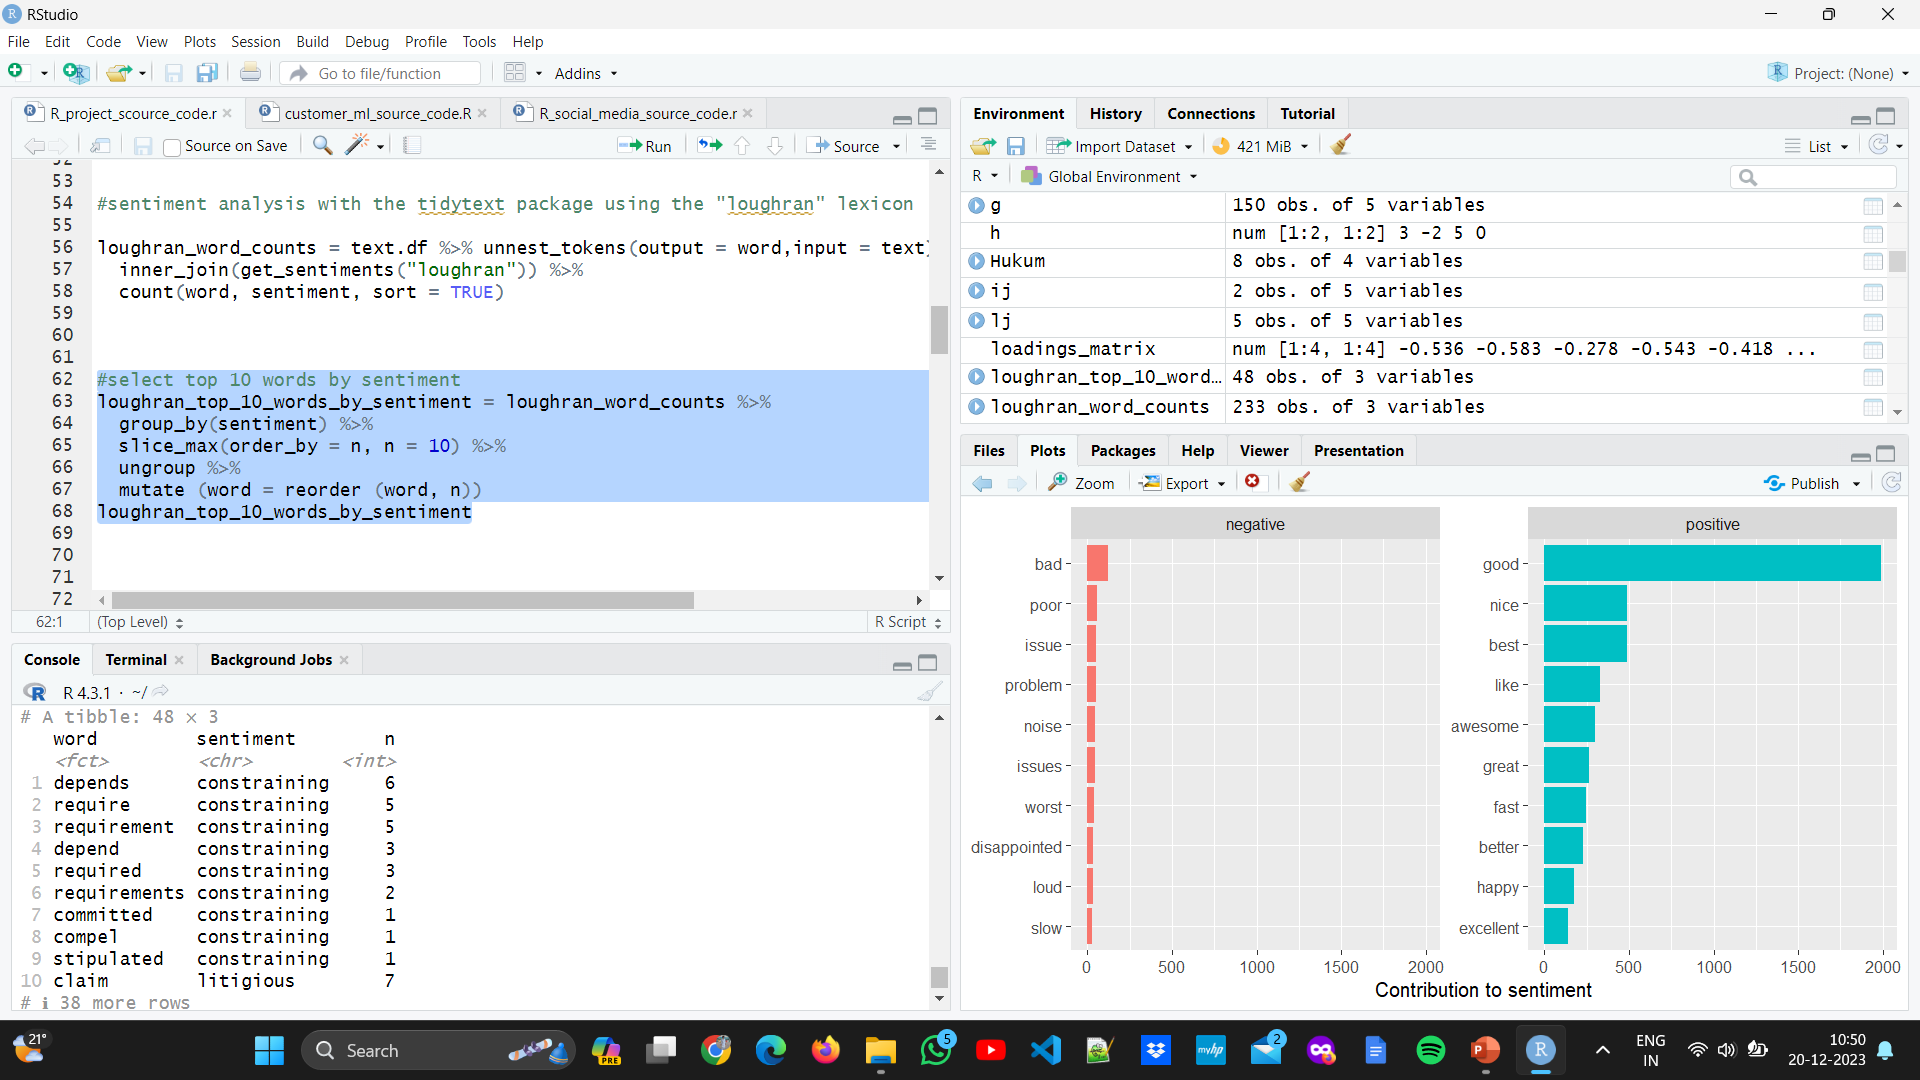 RStudio
File Edit Code View Plots Session Build Debug Profile Tools Help
Go to file/function Addins Project: (None)
R_project_scource_code.r customer_ml_source_code.R R_social_media_source_code.r
Source on Save Run Source
53
54 #sentiment analysis with the tidytext package using the "loughran" lexicon
55
56 loughran_word_counts = text.df %>% unnest_tokens(output = word,input = text)
57 inner_join(get_sentiments("loughran")) %>%
58 count(word, sentiment, sort = TRUE)
59
60
61
62 #select top 10 words by sentiment
63 loughran_top_10_words_by_sentiment = loughran_word_counts %>%
64 group_by(sentiment) %>%
65 slice_max(order_by = n, n = 10) %>%
66 ungroup %>%
67 mutate (word = reorder (word, n))
68 loughran_top_10_words_by_sentiment
69
70
71
72
62:1 (Top Level) R Script
Console Terminal Background Jobs
R 4.3.1 · ~/
# A tibble: 48 × 3
word sentiment n
<fct> <chr> <int>
1 depends constraining 6
2 require constraining 5
3 requirement constraining 5
4 depend constraining 3
5 required constraining 3
6 requirements constraining 2
7 committed constraining 1
8 compel constraining 1
9 stipulated constraining 1
10 claim litigious 7
# ℹ 38 more rows
Environment History Connections Tutorial
Import Dataset 421 MiB List
R Global Environment
g 150 obs. of 5 variables
h num [1:2, 1:2] 3 -2 5 0
Hukum 8 obs. of 4 variables
ij 2 obs. of 5 variables
lj 5 obs. of 5 variables
loadings_matrix num [1:4, 1:4] -0.536 -0.583 -0.278 -0.543 -0.418 ...
loughran_top_10_word… 48 obs. of 3 variables
loughran_word_counts 233 obs. of 3 variables
Files Plots Packages Help Viewer Presentation
Zoom Export Publish
negative positive
bad good
poor nice
issue best
problem like
noise awesome
issues great
worst fast
disappointed better
loud happy
slow excellent
0 500 1000 1500 2000 0 500 1000 1500 2000
Contribution to sentiment
21° Search PRE 5 myhp 2 P R ENG 10:50
IN 20-12-2023